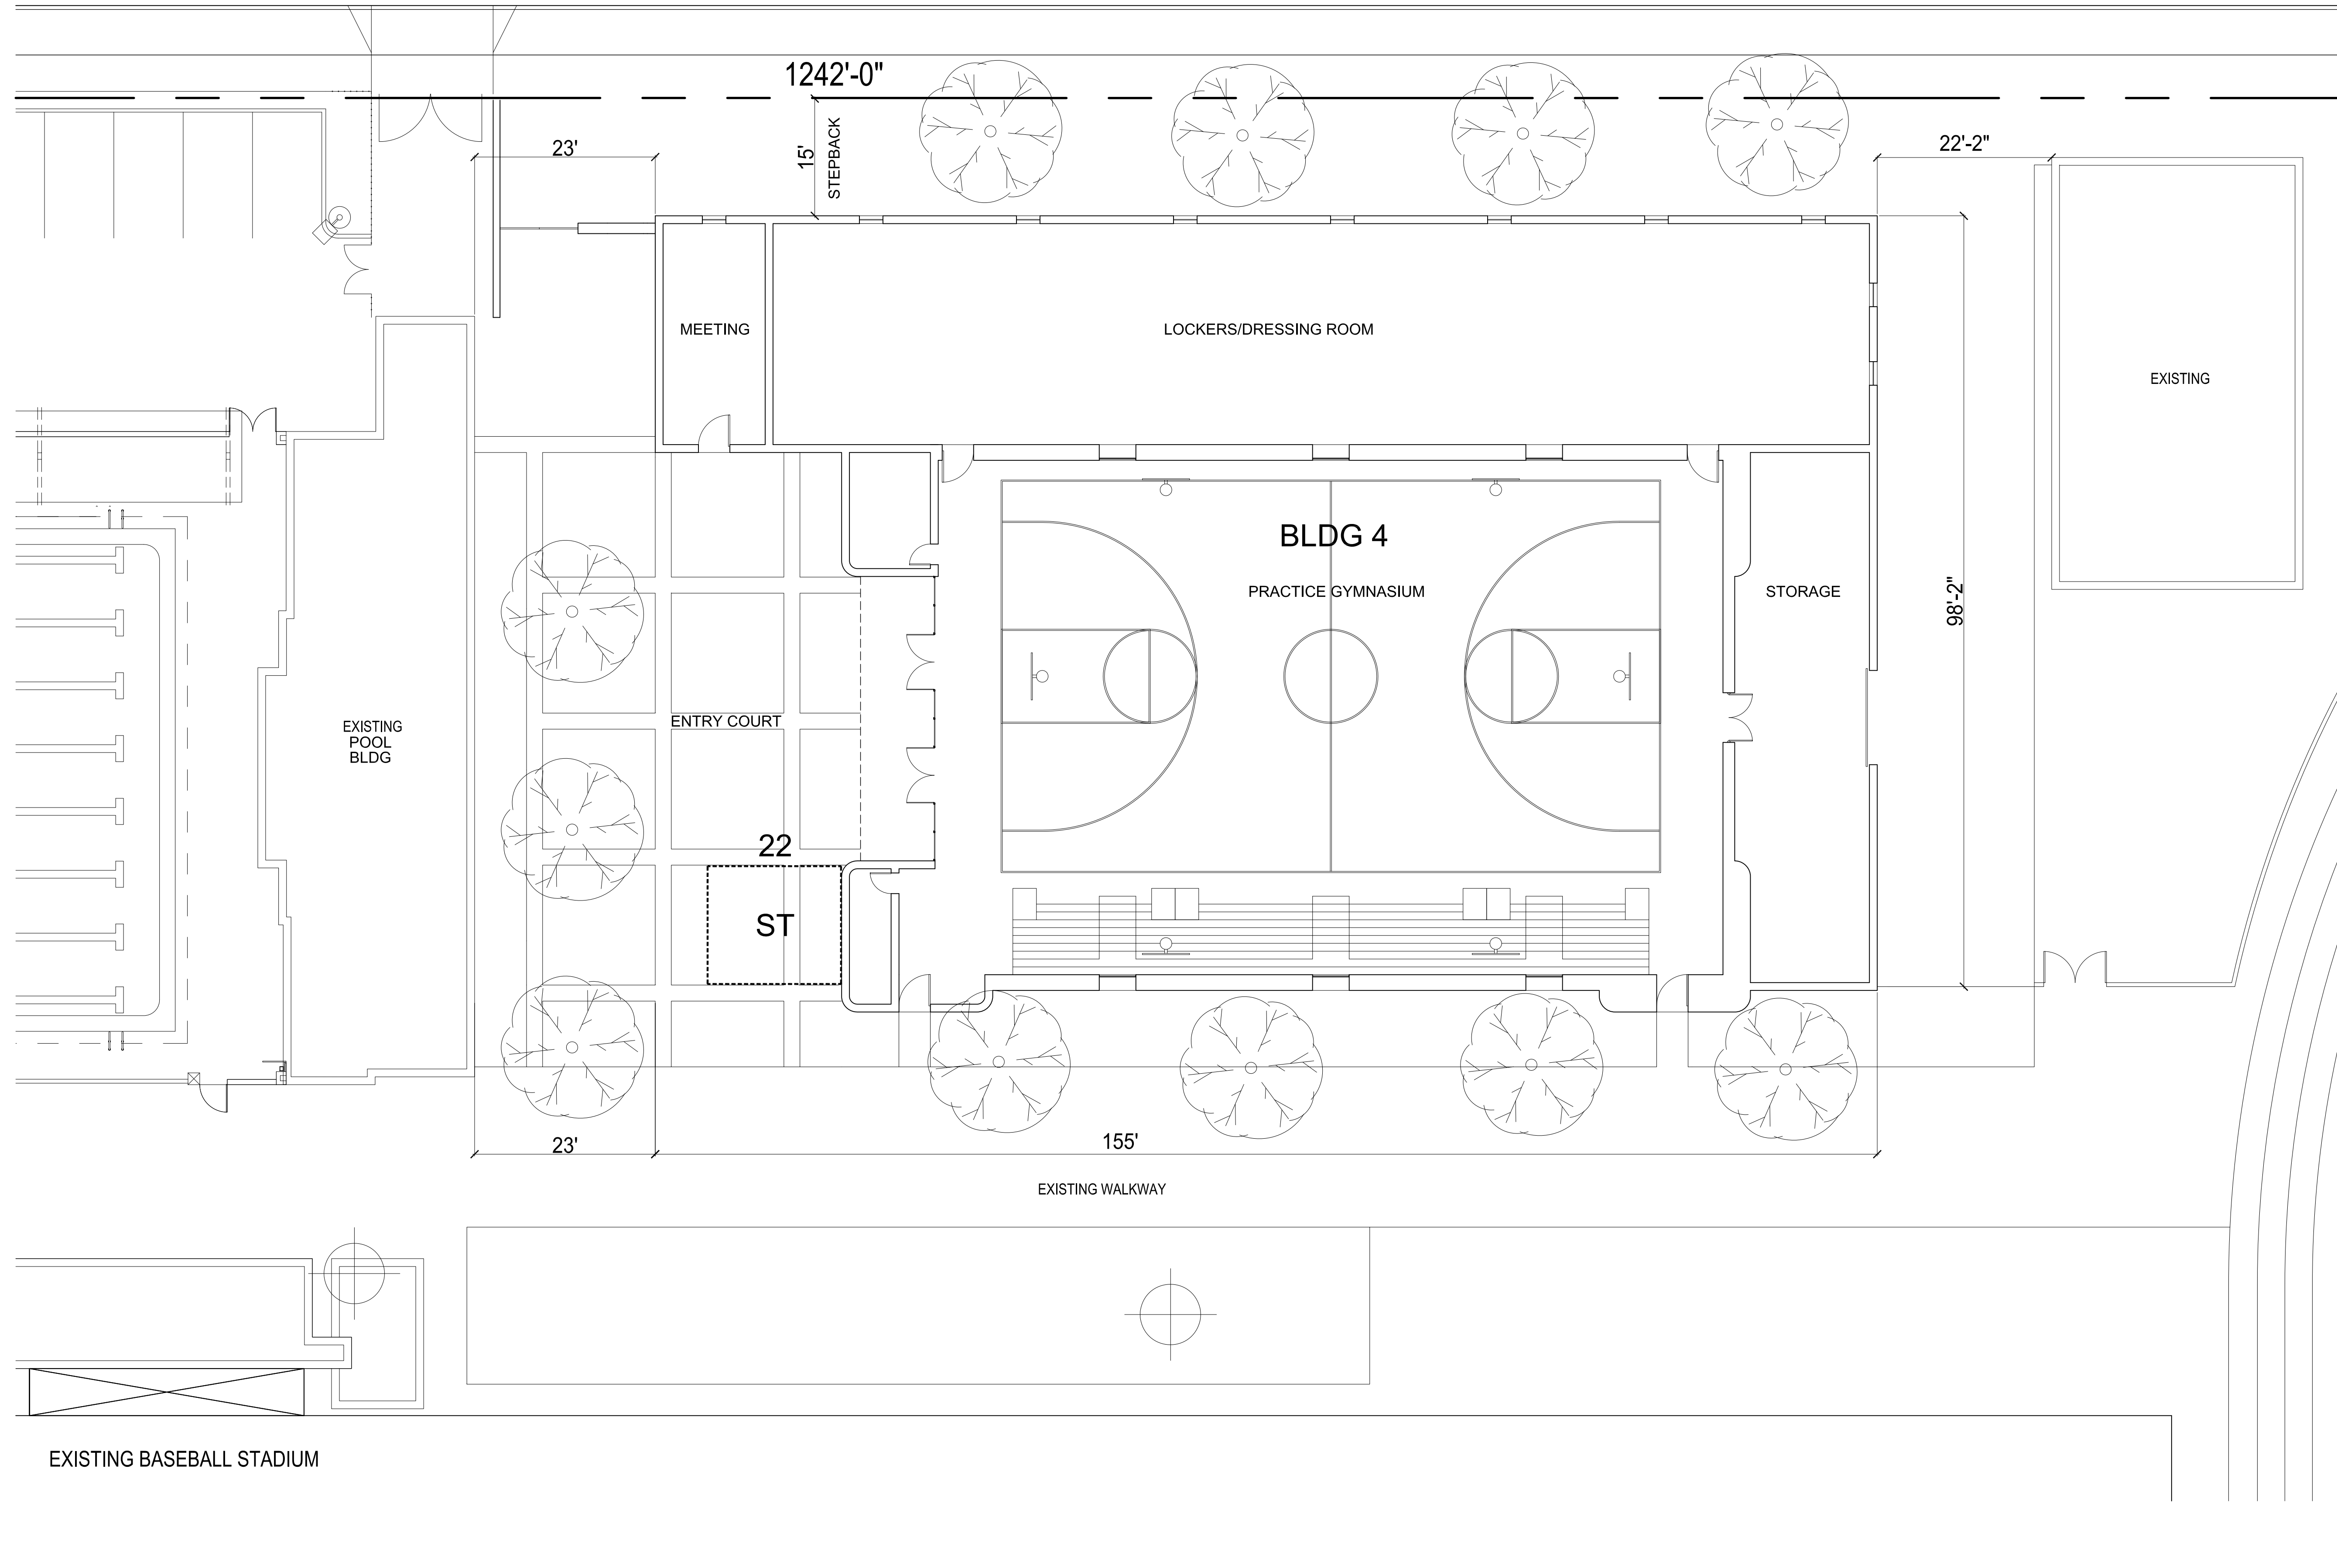 1242'-0"
23'
15'
STEPBACK
22'-2"
MEETING
LOCKERS/DRESSING ROOM
EXISTING
BLDG 4
PRACTICE GYMNASIUM
STORAGE
98'-2"
ENTRY COURT
EXISTING
POOL
BLDG
22
ST
23'
155'
EXISTING WALKWAY
EXISTING BASEBALL STADIUM